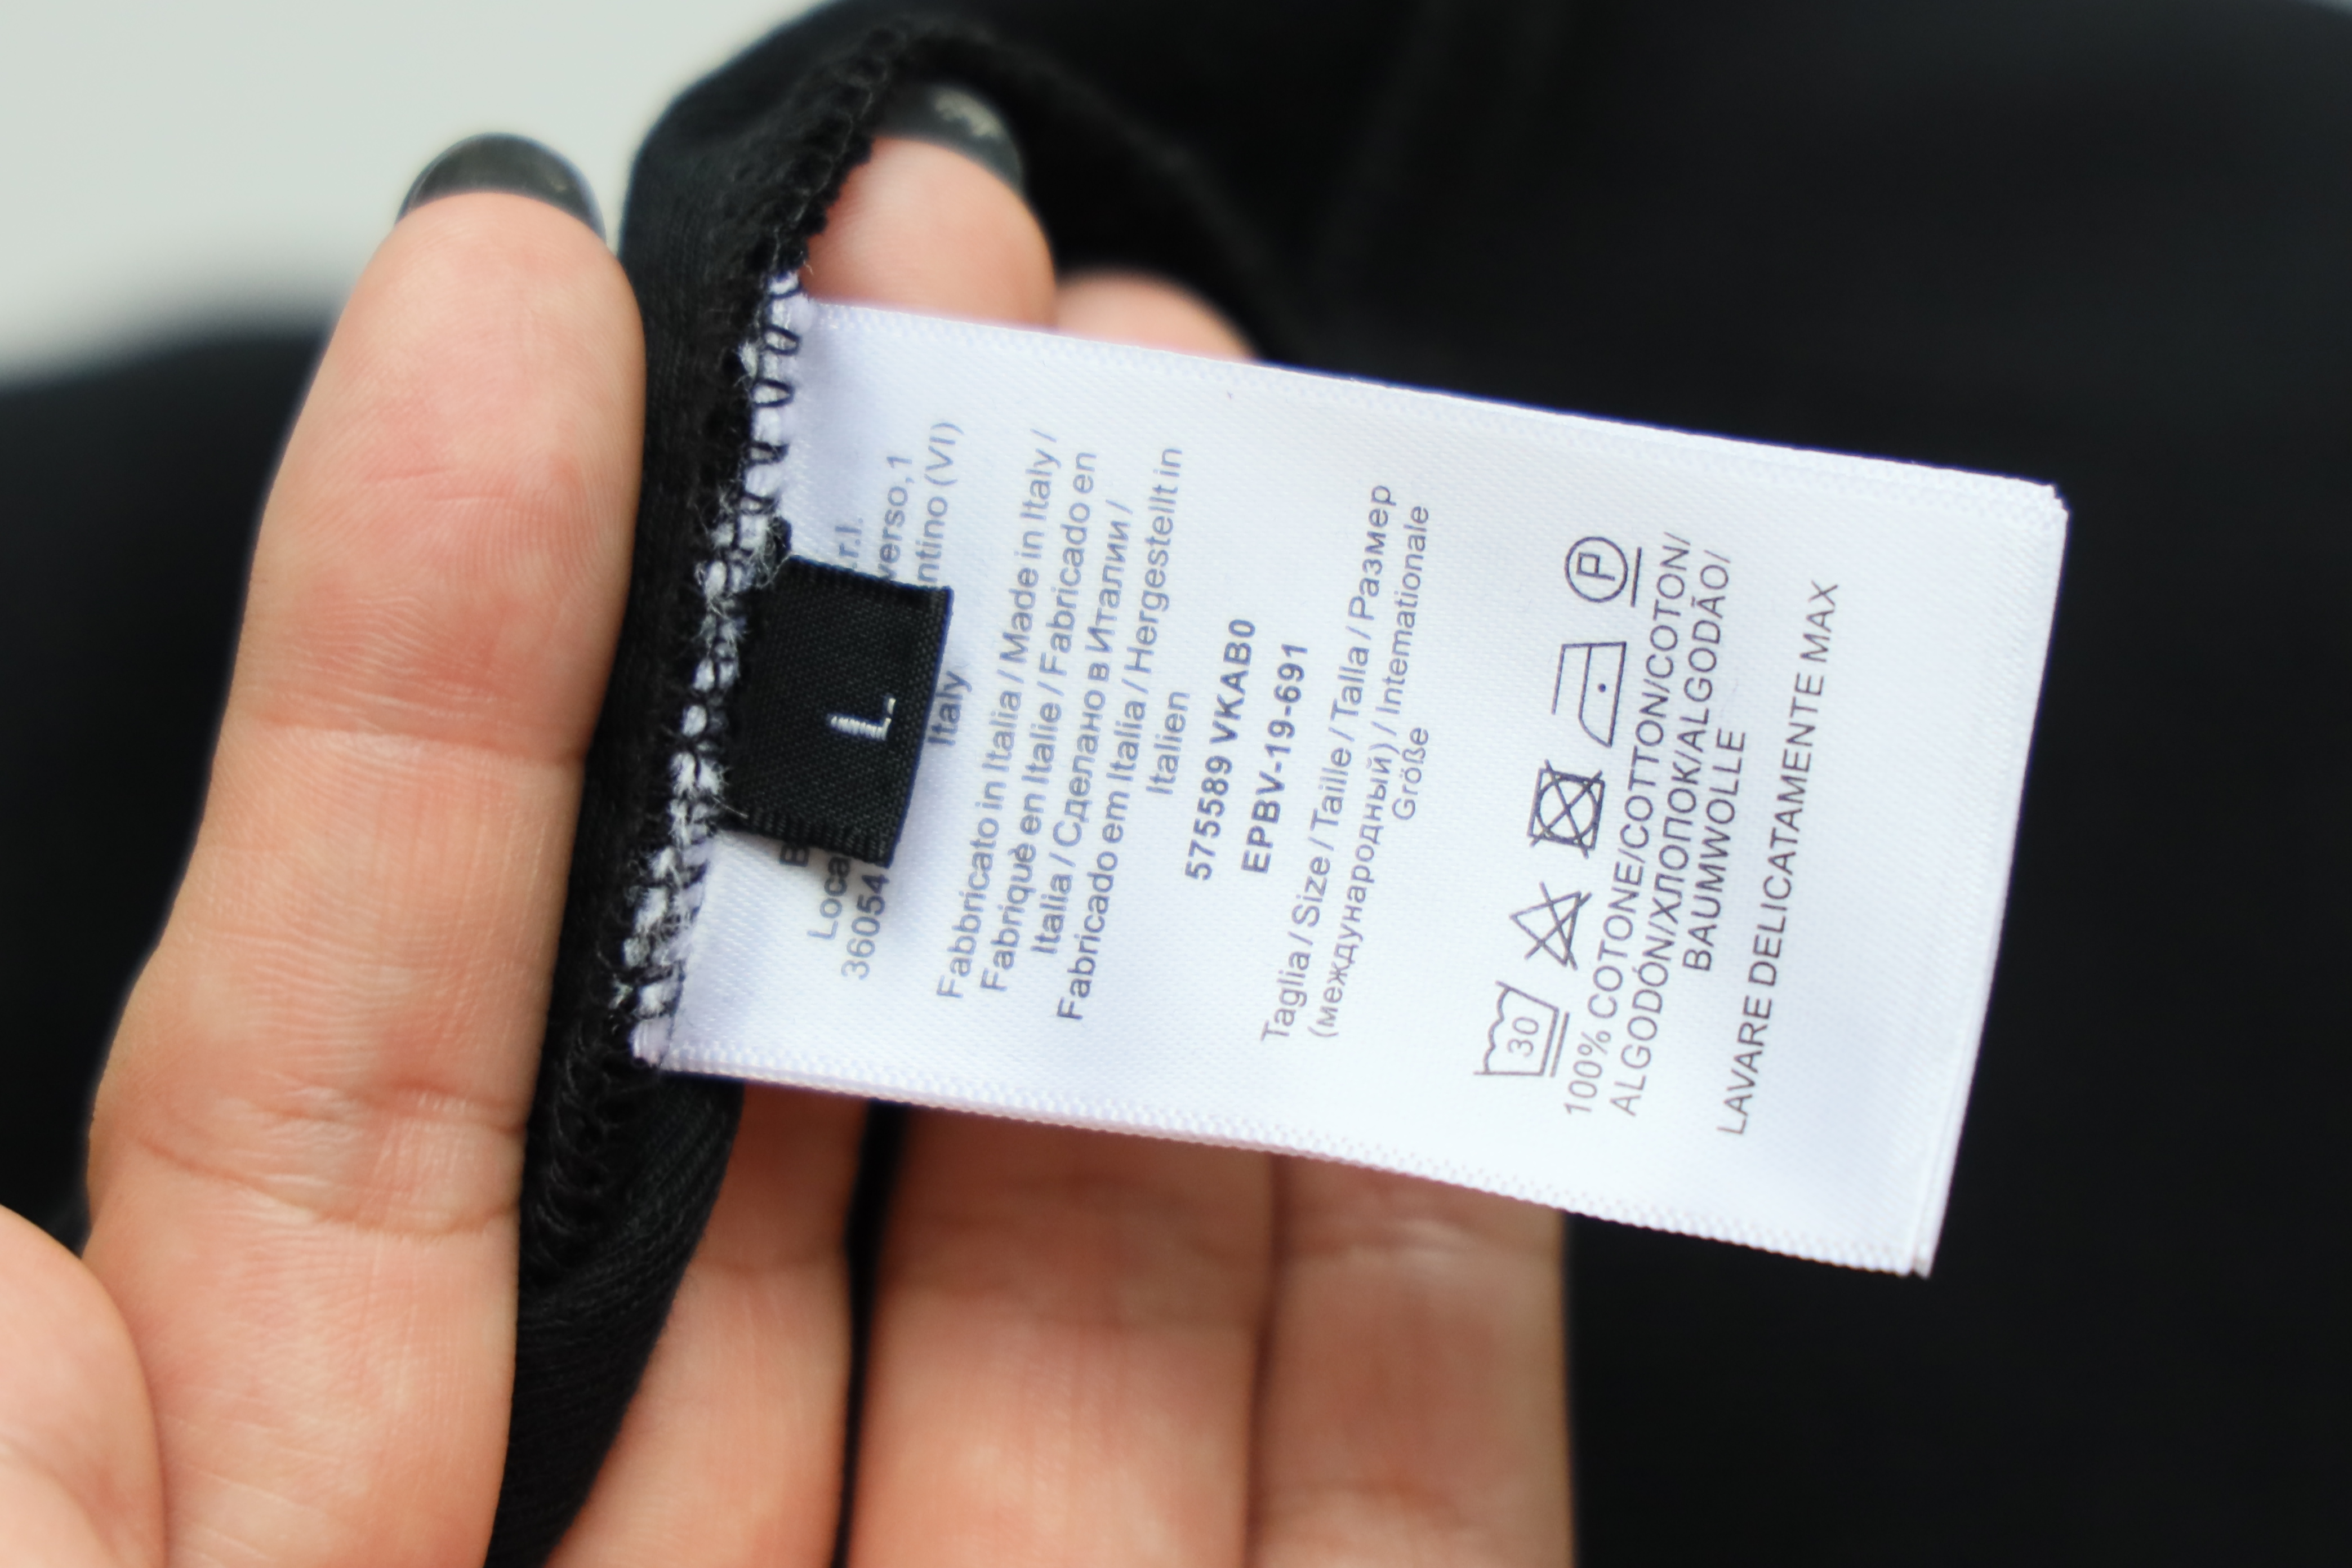 L
r.l.
Loca verso, 1
36054 ntino (VI)
Italy
Fabbricato in Italia / Made in Italy /
Fabriquè en Italie / Fabricado en
Italia / Сделано в Италии /
Fabricado em Italia / Hergestellt in
Italien
575589 VKAB0
EPBV-19-691
Taglia / Size / Taille / Talla / Размер
(международный) / Internationale
Größe
30 P
100% COTONE/COTTON/COTON/
ALGODÓN/ХЛОПОК/ALGODÃO/
BAUMWOLLE
LAVARE DELICATAMENTE MAX